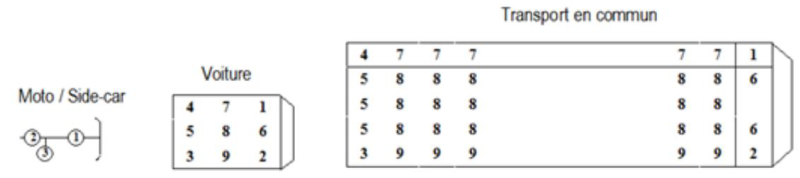 Transport en commun
4 7 7 7 7 7 1
5 8 8 8 8 8 6
5 8 8 8 8 8
5 8 8 8 8 8 6
3 9 9 9 9 9 2
Voiture
4 7 1
5 8 6
3 9 2
Moto / Side-car
2 1
3